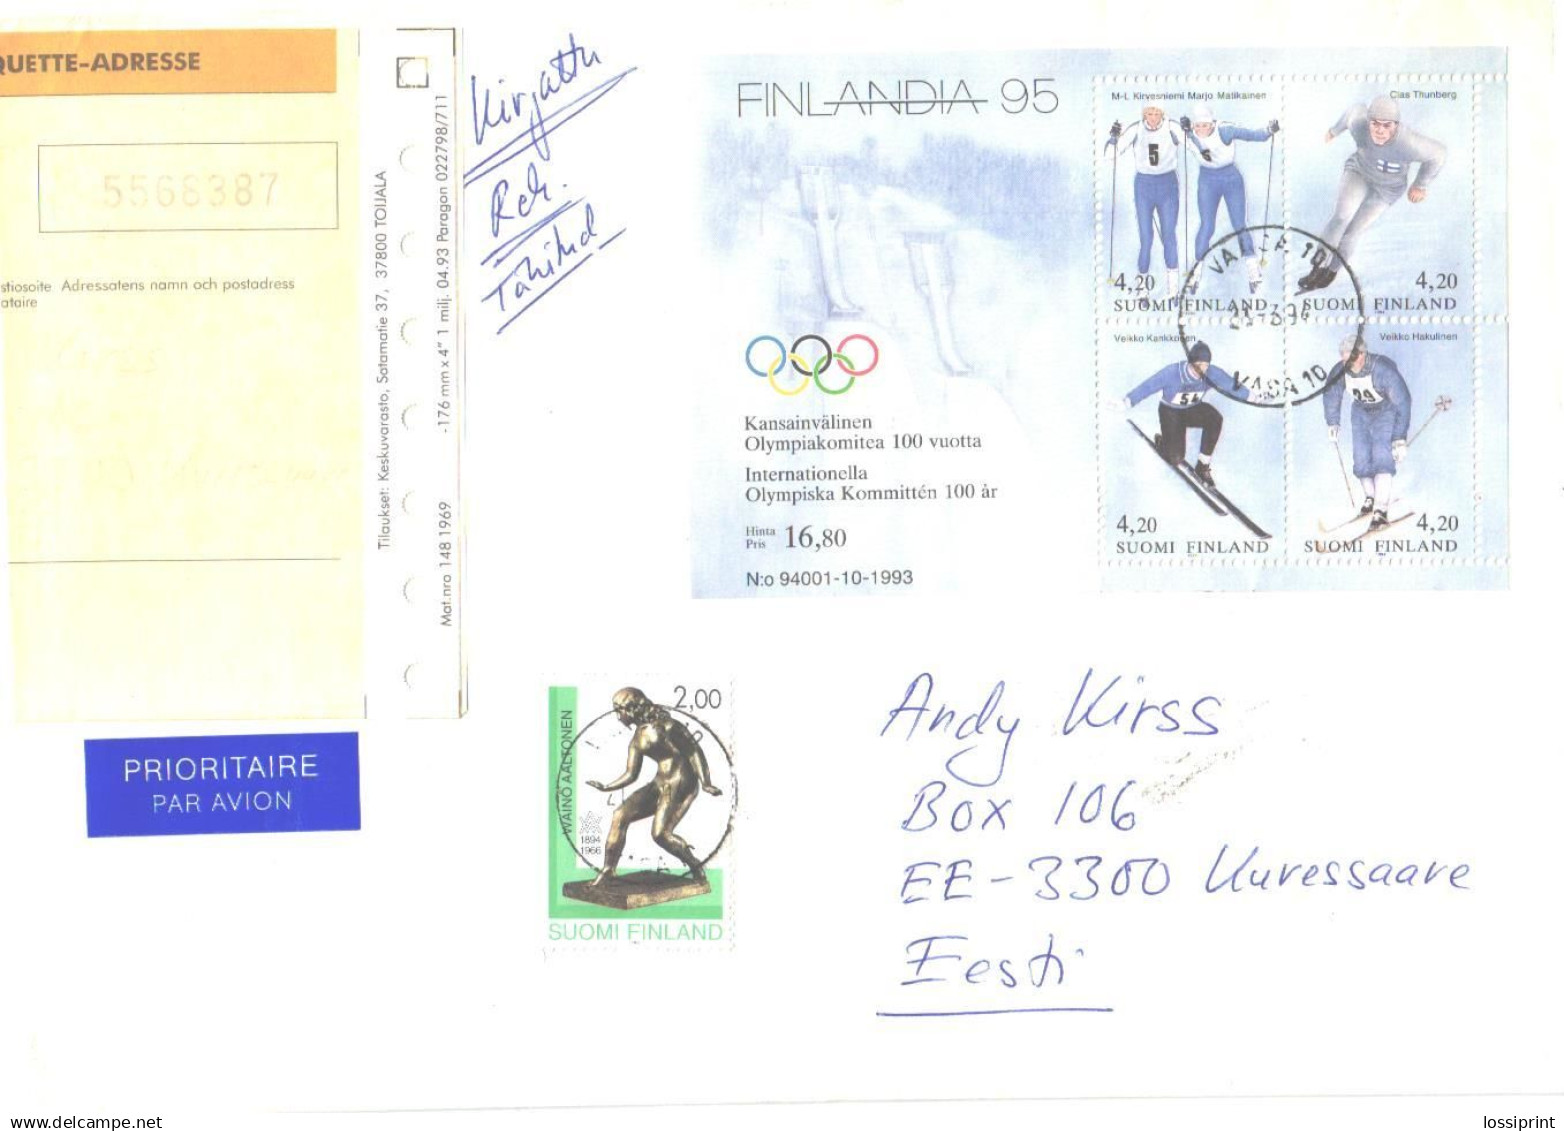 QUETTE-ADRESSE
5568387
stiosoite Adressatens namn och postadress
ataire
Tilaukset: Keskuvarasto, Satamatie 37, 37800 TOIJALA
Mat.nro 148 1969 -176 mm x 4" 1 milj. 04.93 Paragon 022798/711
Kirjattu
Rek.
Tähitud
FINLANDIA 95
Kansainvälinen
Olympiakomitea 100 vuotta
Internationella
Olympiska Kommittén 100 år
Hinta
Pris 16,80
N:o 94001-10-1993
M-L Kirvesniemi Marjo Matikainen
4,20
SUOMI FINLAND
Clas Thunberg
4,20
SUOMI FINLAND
Veikko Kankkonen
54
4,20
SUOMI FINLAND
Veikko Hakulinen
29
4,20
SUOMI FINLAND
5
VAASA 10
PRIORITAIRE
PAR AVION
2,00
WÄINÖ AALTONEN
1894
1966
SUOMI FINLAND
Andy Kirss
Box 106
EE-3300 Kuressaare
Eesti
lossiprint